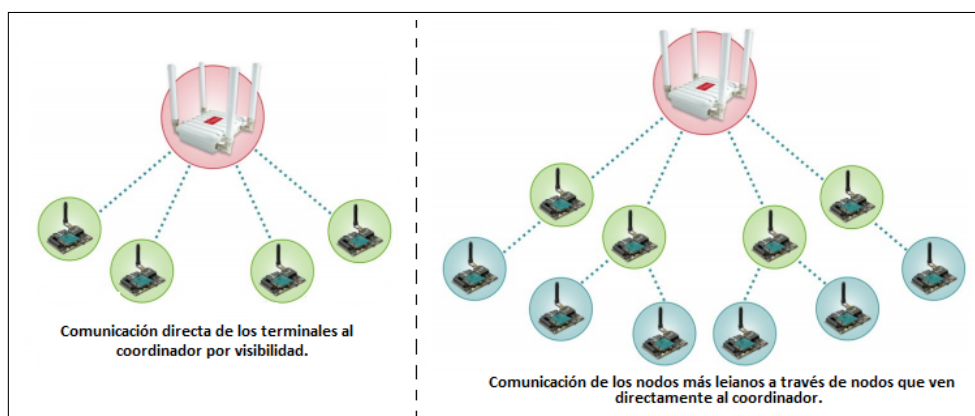 Comunicación directa de los terminales al
coordinador por visibilidad.
Comunicación de los nodos más leianos a través de nodos que ven
directamente al coordinador.